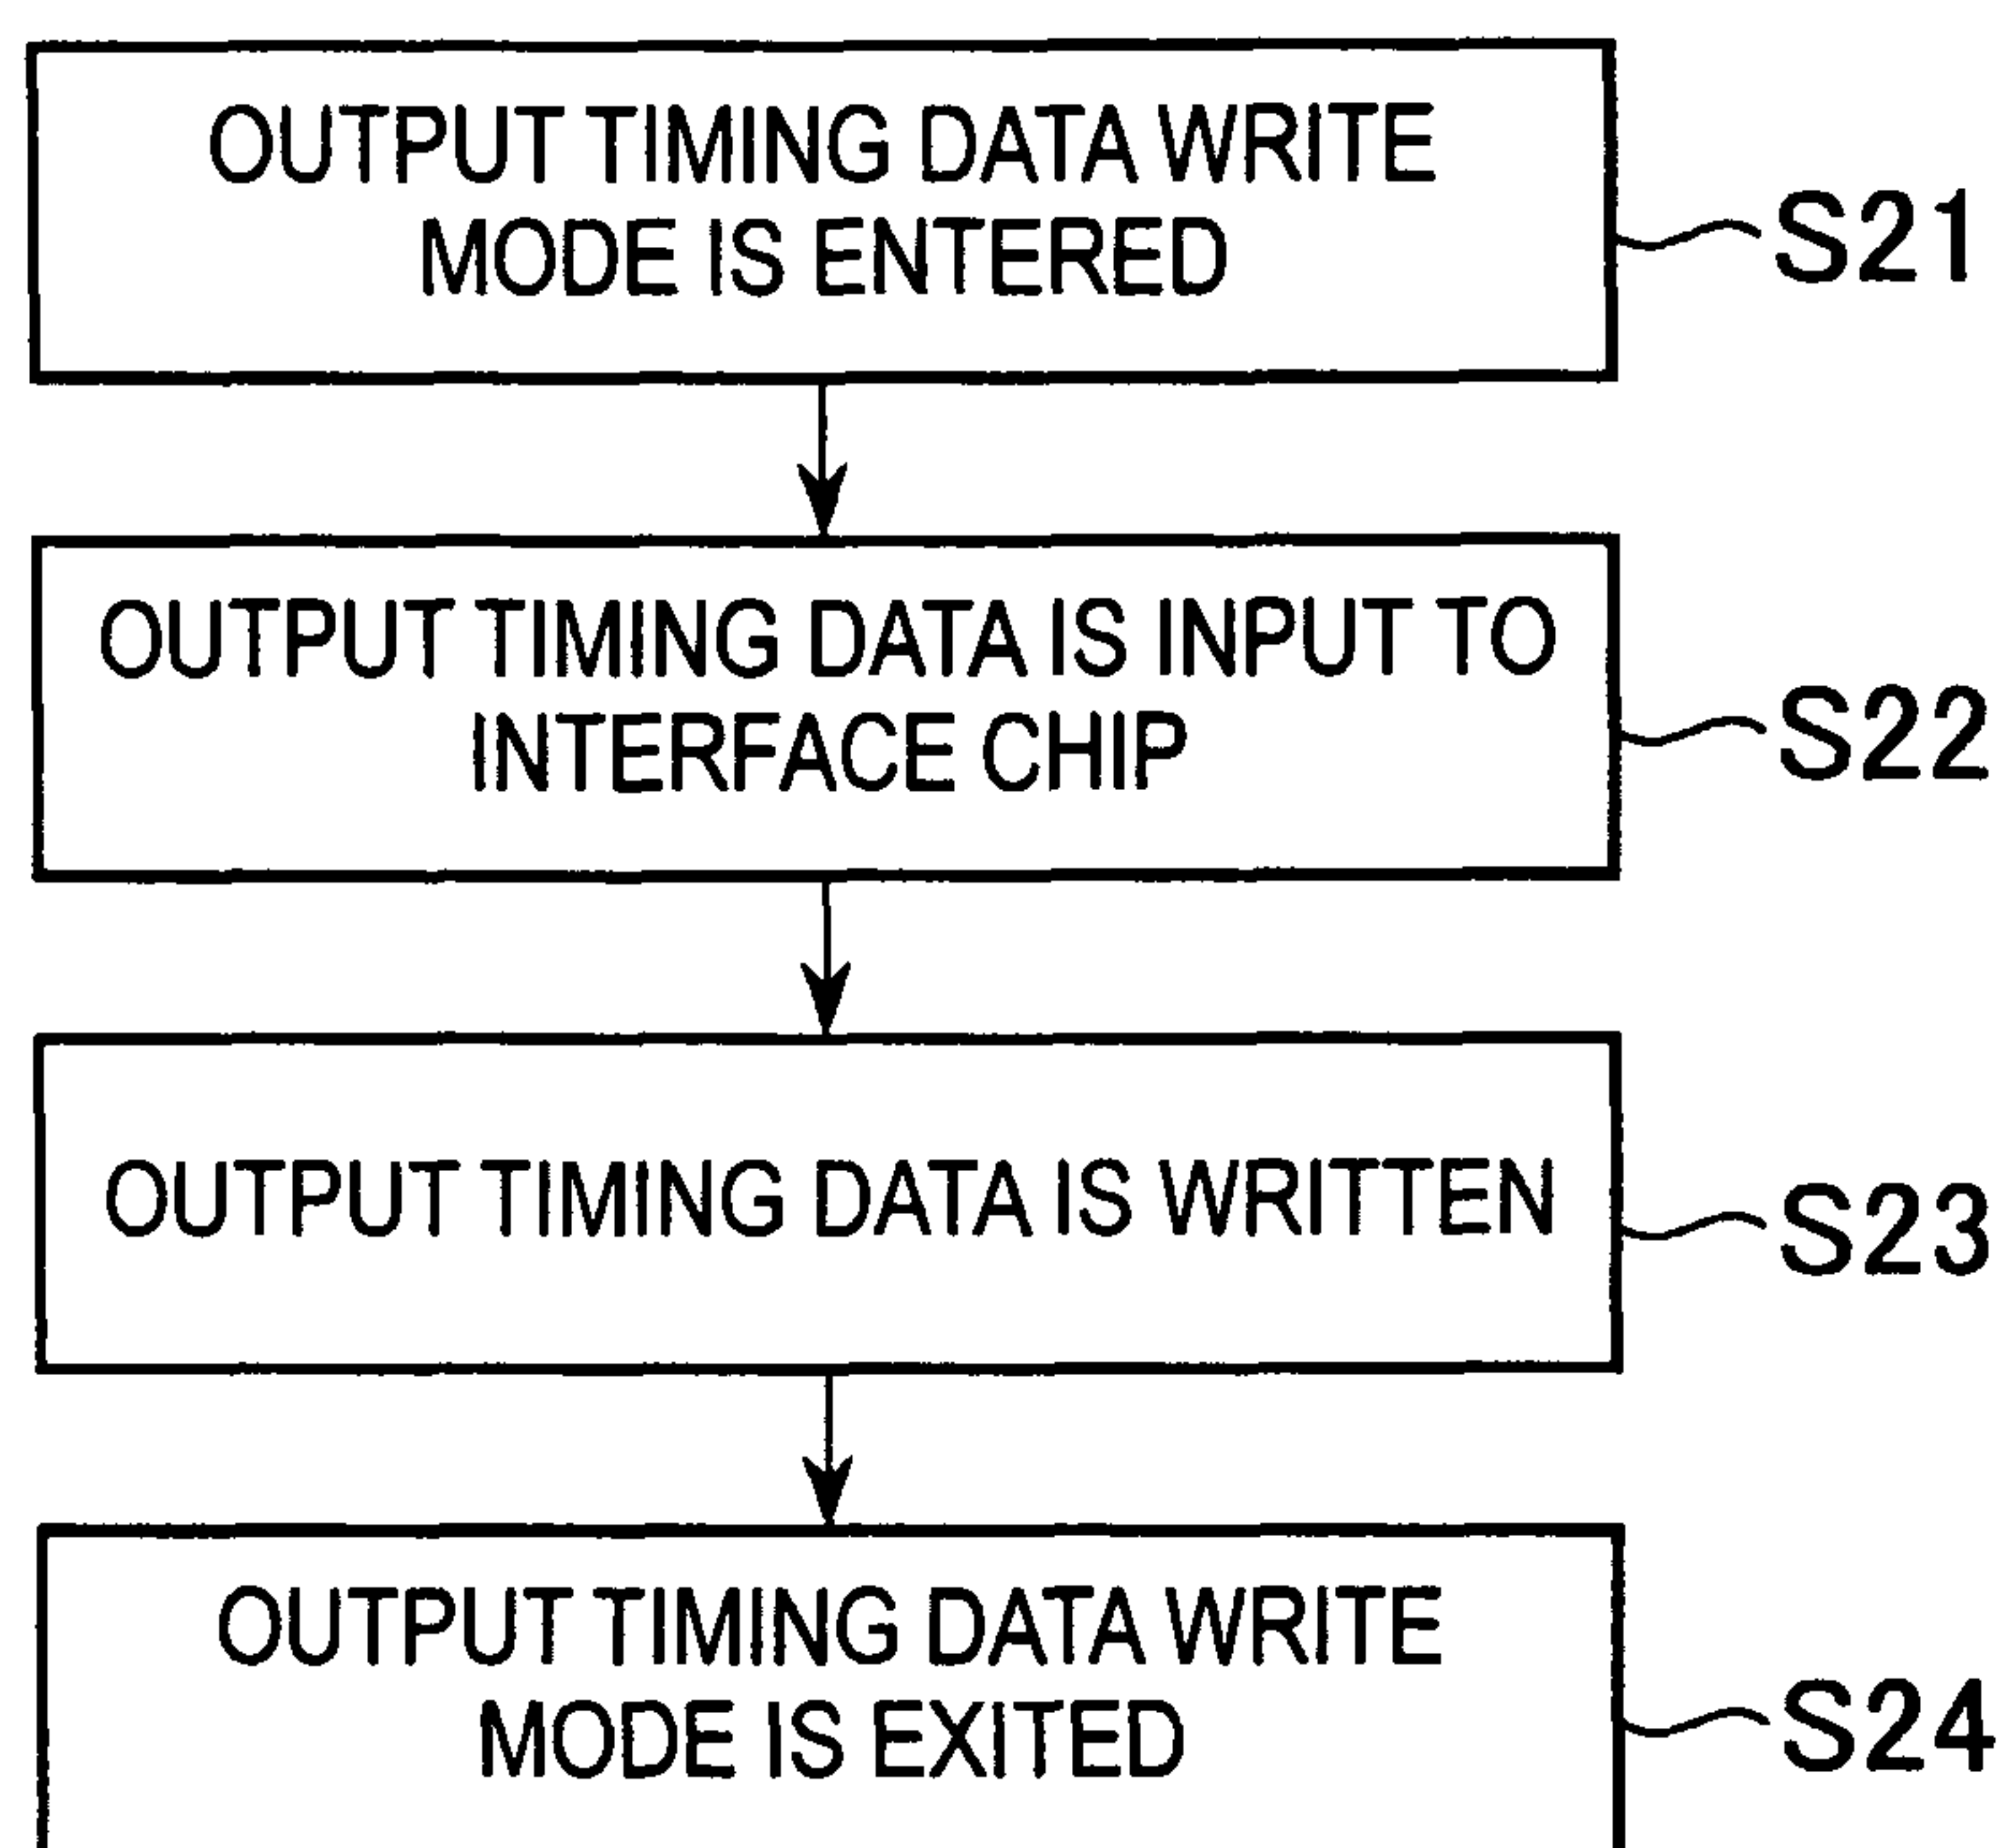 OUTPUT TIMING DATA WRITE
MODE IS ENTERED
S21
OUTPUT TIMING DATA IS INPUT TO
INTERFACE CHIP
S22
OUTPUT TIMING DATA IS WRITTEN
S23
OUTPUT TIMING DATA WRITE
MODE IS EXITED
S24